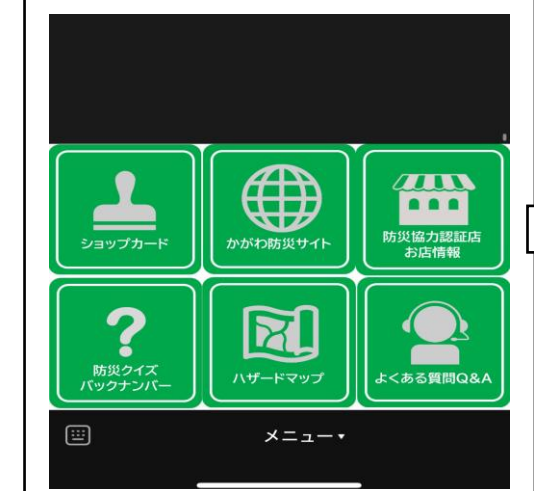 ショップカード
かがわ防災サイト
防災協力認証店
お店情報
防災クイズ
バックナンバー
ハザードマップ
よくある質問Q&A
メニュー▾